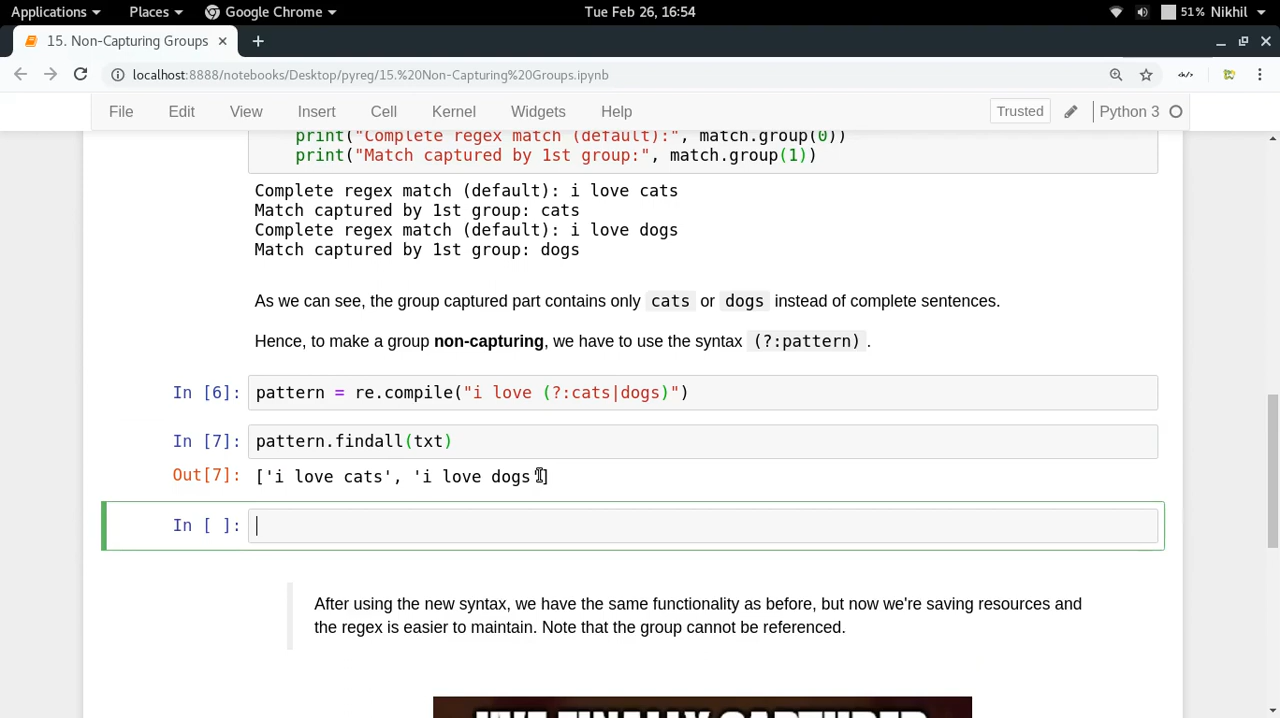 Applications Places Google Chrome Tue Feb 26, 16:54 51% Nikhil
15. Non-Capturing Groups
localhost:8888/notebooks/Desktop/pyreg/15.%20Non-Capturing%20Groups.ipynb
File Edit View Insert Cell Kernel Widgets Help Trusted Python 3
print("Complete regex match (default):", match.group(0))
print("Match captured by 1st group:", match.group(1))
Complete regex match (default): i love cats
Match captured by 1st group: cats
Complete regex match (default): i love dogs
Match captured by 1st group: dogs
As we can see, the group captured part contains only cats or dogs instead of complete sentences.
Hence, to make a group non-capturing, we have to use the syntax (?:pattern).
In [6]: pattern = re.compile("i love (?:cats|dogs)")
In [7]: pattern.findall(txt)
Out[7]: ['i love cats', 'i love dogs']
In [ ]:
After using the new syntax, we have the same functionality as before, but now we're saving resources and
the regex is easier to maintain. Note that the group cannot be referenced.
I'VE FINALLY CAPTURED